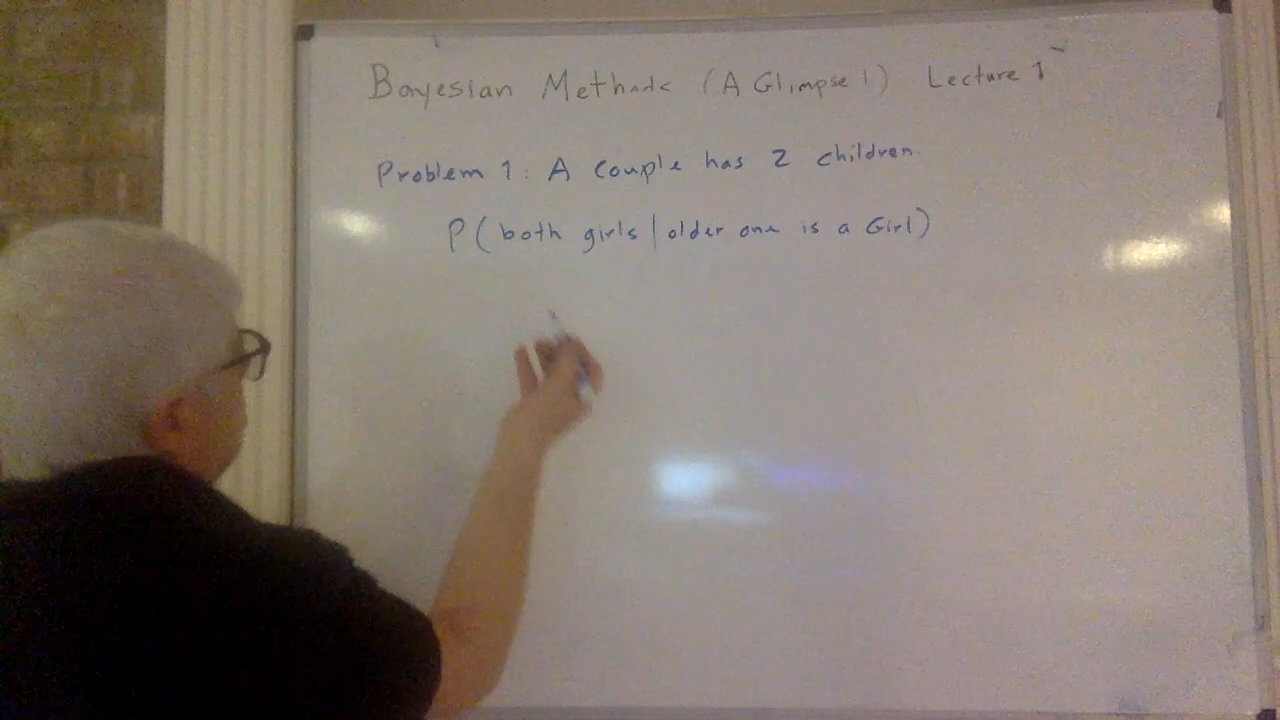 Bayesian Methods (A Glimpse!) Lecture 1
Problem 1: A couple has 2 children.
P(both girls | older one is a Girl)